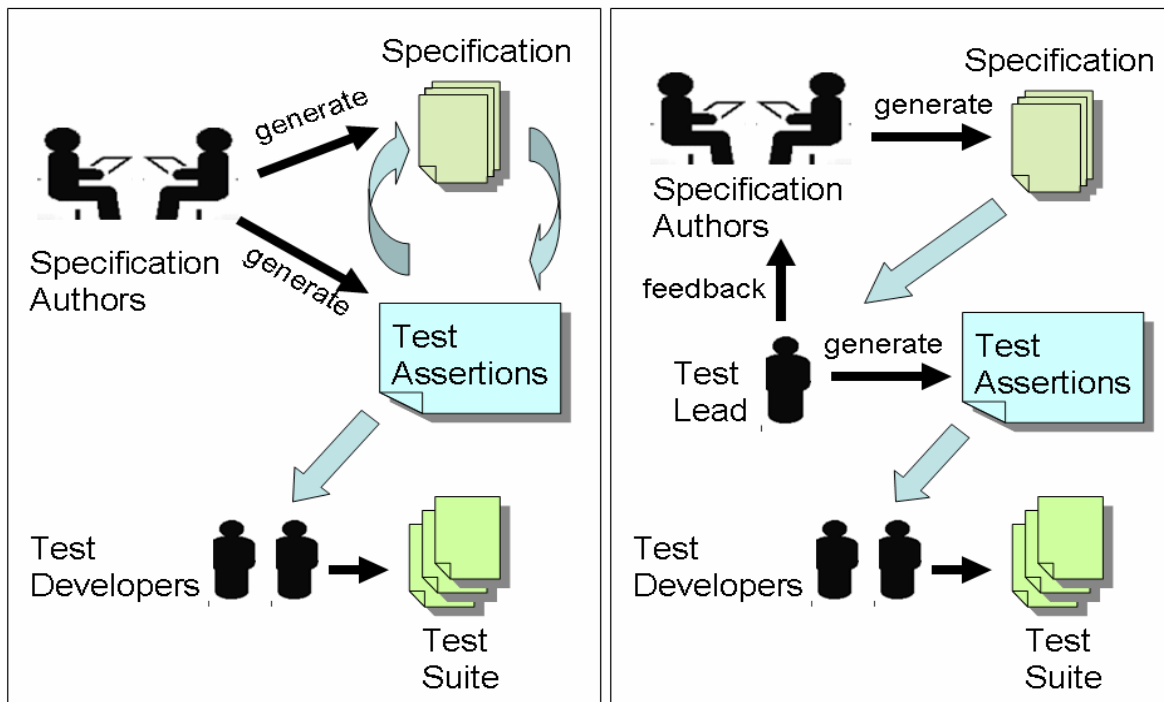 Specification
generate
Specification
Authors
generate
Test
Assertions
Test
Developers
Test
Suite
Specification
generate
Specification
Authors
feedback
generate
Test
Lead
Test
Assertions
Test
Developers
Test
Suite